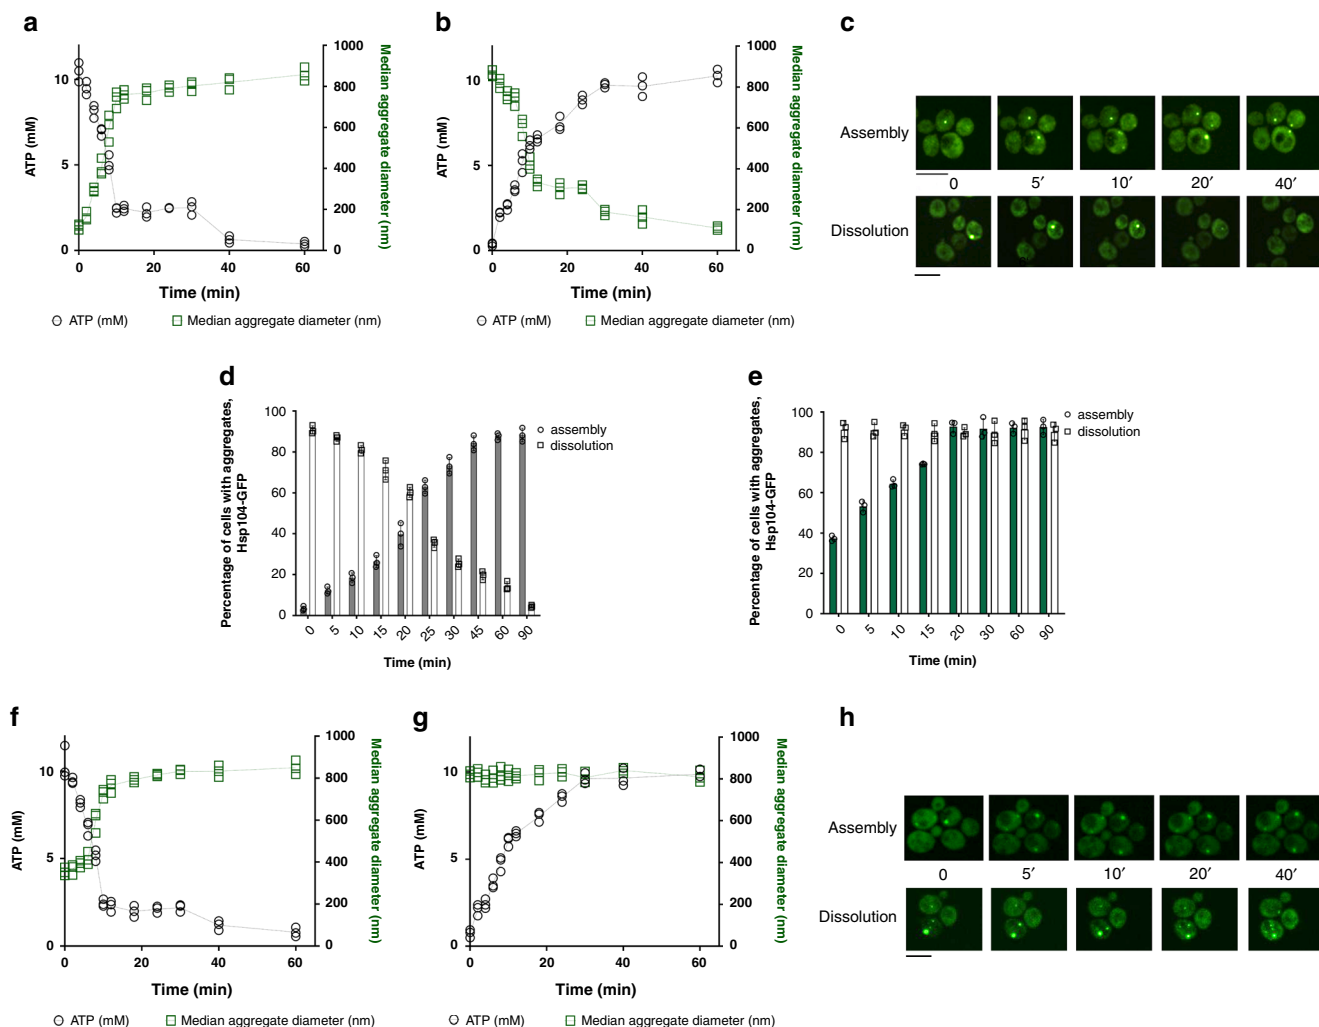 a
b
c
ATP (mM)
10
5
0
1000
800
600
400
200
0
Median aggregate diameter (nm)
0
20
40
60
Time (min)
ATP (mM)
Median aggregate diameter (nm)
ATP (mM)
10
5
0
1000
800
600
400
200
0
Median aggregate diameter (nm)
0
20
40
60
Time (min)
ATP (mM)
Median aggregate diameter (nm)
Assembly
0
5′
10′
20′
40′
Dissolution
d
e
Percentage of cells with aggregates,
Hsp104-GFP
100
80
60
40
20
0
assembly
dissolution
0
5
10
15
20
25
30
45
60
90
Time (min)
Percentage of cells with aggregates,
Hsp104-GFP
100
80
60
40
20
0
assembly
dissolution
0
5
10
15
20
30
60
90
Time (min)
f
g
h
ATP (mM)
10
5
0
1000
800
600
400
200
0
Median aggregate diameter (nm)
0
20
40
60
Time (min)
ATP (mM)
Median aggregate diameter (nm)
ATP (mM)
10
5
0
1000
800
600
400
200
0
Median aggregate diameter (nm)
0
20
40
60
Time (min)
ATP (mM)
Median aggregate diameter (nm)
Assembly
0
5′
10′
20′
40′
Dissolution